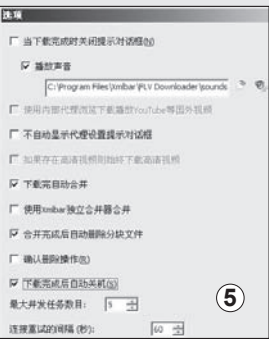 选项
当下载完成时关闭提示对话框(N)
播放声音
C:\Program Files\Xmlbar\FLV Downloader\sounds
使用内部代理浏览下载播放YouTube等国外视频
不自动显示代理设置提示对话框
如果存在高清视频则始终下载高清视频
下载完自动合并
使用xmlbar独立合并器合并
合并完成后自动删除分块文件
确认删除操作(R)
下载完成后自动关机(S)
最大并发任务数目: 5
连接重试的间隔 (秒): 60
5